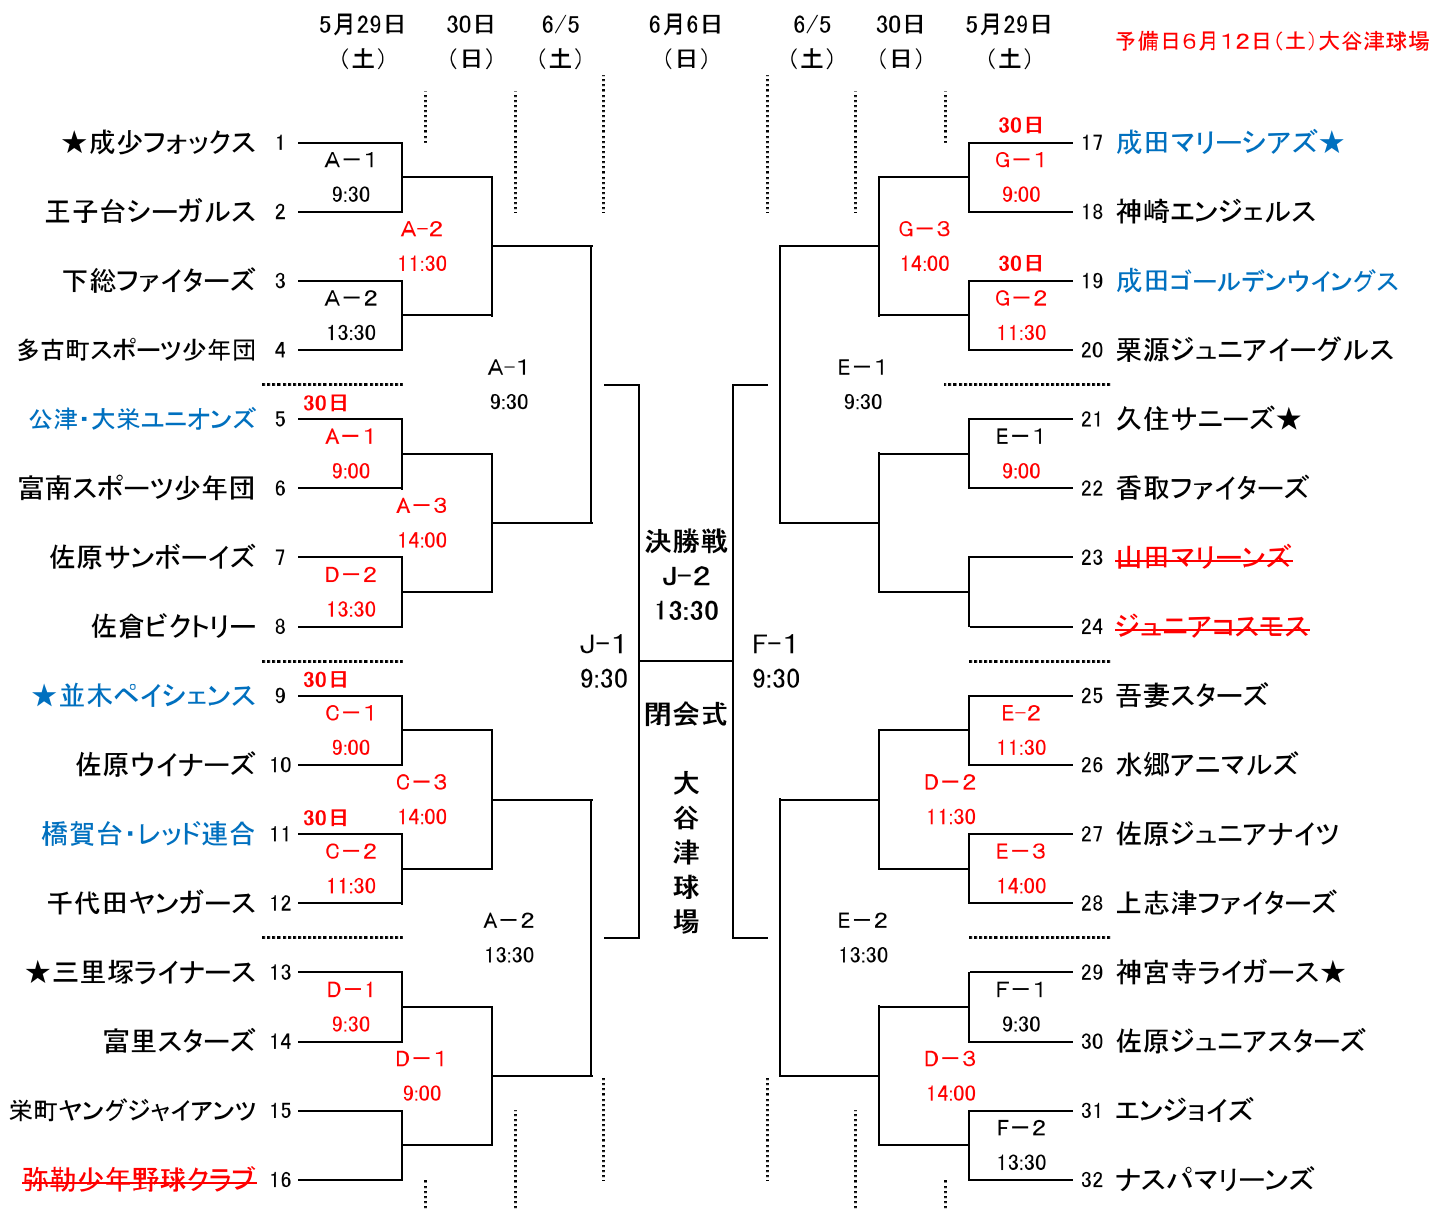 5月29日 30日 6/5 6月6日 6/5 30日 5月29日
（土） （日） （土） （日） （土） （日） （土）
予備日6月12日（土）大谷津球場
★成少フォックス 1
A－1
9:30
王子台シーガルス 2
A-2
11:30
下総ファイターズ 3
A－2
13:30
多古町スポーツ少年団 4
A-1
9:30
公津・大栄ユニオンズ 5
30日
A－1
9:00
富南スポーツ少年団 6
A－3
14:00
佐原サンボーイズ 7
D－2
13:30
佐倉ビクトリー 8
J-1
9:30
★並木ペイシェンス 9
30日
C－1
9:00
佐原ウイナーズ 10
C－3
14:00
橋賀台・レッド連合 11
30日
C－2
11:30
千代田ヤンガース 12
A－2
13:30
★三里塚ライナース 13
D－1
9:30
富里スターズ 14
D－1
9:00
栄町ヤングジャイアンツ 15
弥勒少年野球クラブ 16
決勝戦
J-2
13:30
閉会式
大谷津球場
30日
17 成田マリーシアズ★
G－1
9:00
18 神崎エンジェルス
G－3
14:00
30日
19 成田ゴールデンウイングス
G－2
11:30
20 栗源ジュニアイーグルス
E－1
9:30
21 久住サニーズ★
E－1
9:00
22 香取ファイターズ
23 山田マリーンズ
24 ジュニアコスモス
F-1
9:30
25 吾妻スターズ
E-2
11:30
26 水郷アニマルズ
D－2
11:30
27 佐原ジュニアナイツ
E－3
14:00
28 上志津ファイターズ
E－2
13:30
29 神宮寺ライガース★
F－1
9:30
30 佐原ジュニアスターズ
D－3
14:00
31 エンジョイズ
F－2
13:30
32 ナスパマリーンズ